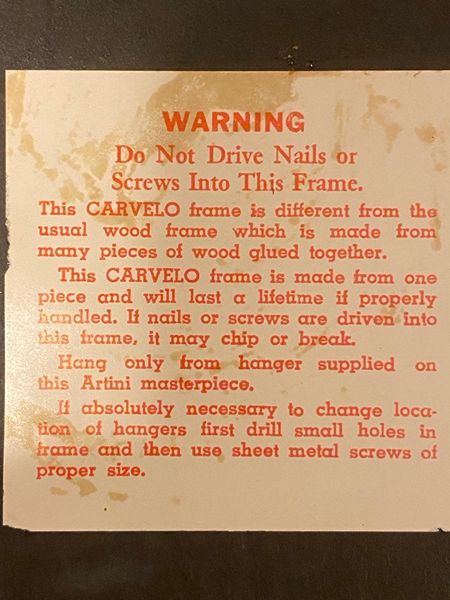 WARNING
Do Not Drive Nails or
Screws Into This Frame.
This CARVELO frame is different from the
usual wood frame which is made from
many pieces of wood glued together.
This CARVELO frame is made from one
piece and will last a lifetime if properly
handled. If nails or screws are driven into
this frame, it may chip or break.
Hang only from hanger supplied on
this Artini masterpiece.
If absolutely necessary to change loca-
tion of hangers first drill small holes in
frame and then use sheet metal screws of
proper size.